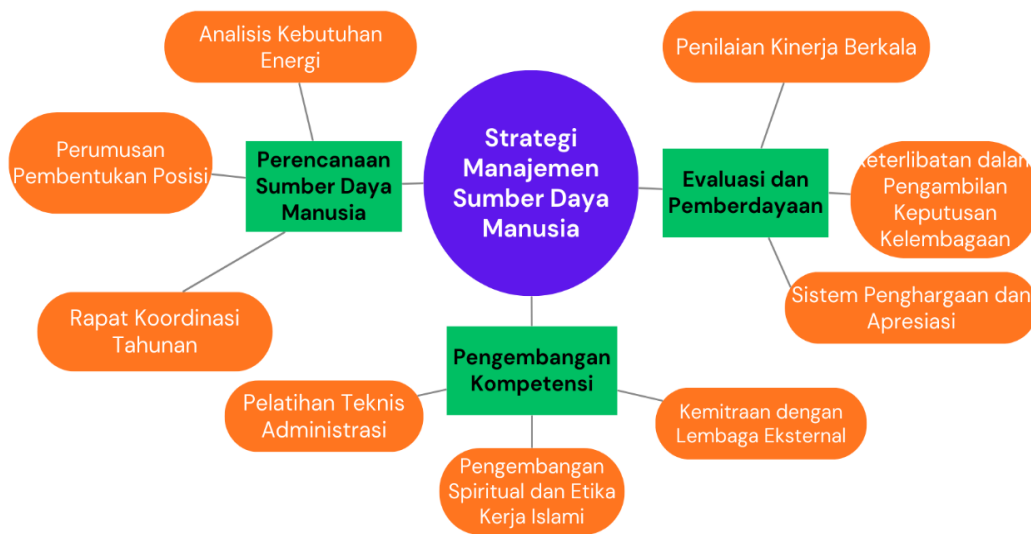 Analisis Kebutuhan
Energi
Penilaian Kinerja Berkala
Strategi
Manajemen
Sumber Daya
Manusia
Perumusan
Pembentukan Posisi
Perencanaan
Sumber Daya
Manusia
Evaluasi dan
Pemberdayaan
Keterlibatan dalam
Pengambilan
Keputusan
Kelembagaan
Rapat Koordinasi
Tahunan
Sistem Penghargaan dan
Apresiasi
Pengembangan
Kompetensi
Pelatihan Teknis
Administrasi
Pengembangan
Spiritual dan Etika
Kerja Islami
Kemitraan dengan
Lembaga Eksternal